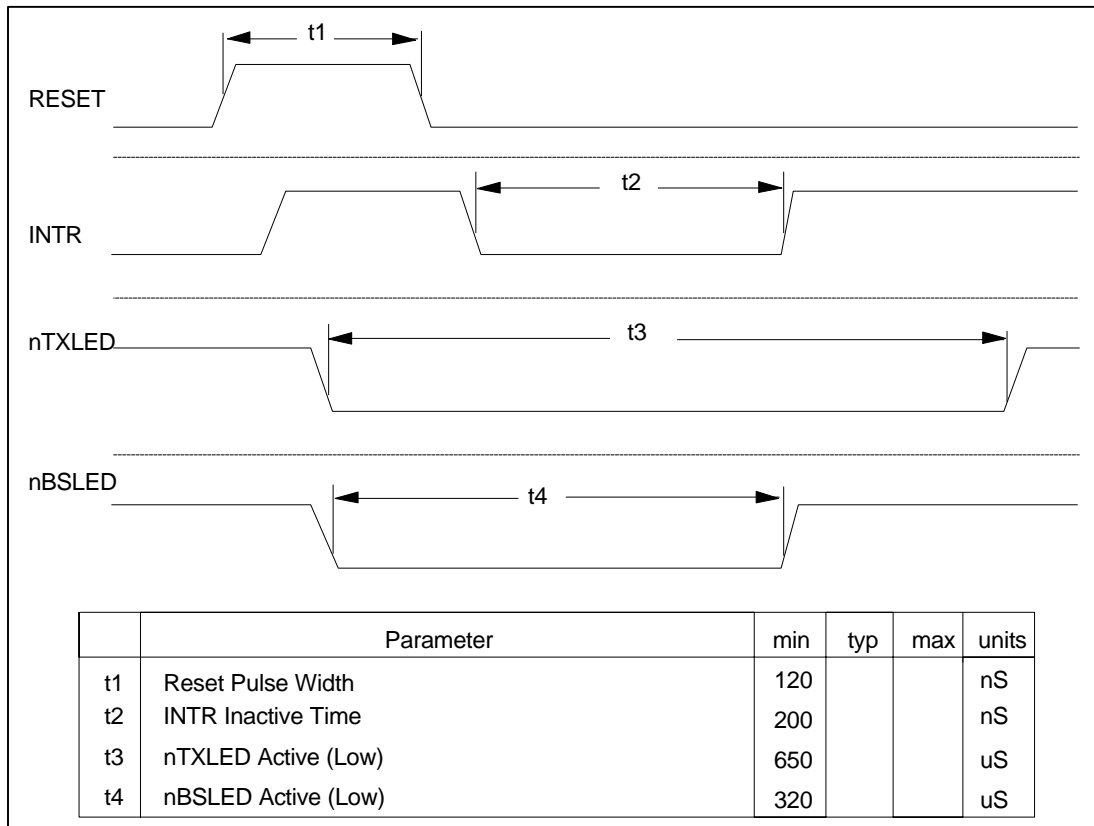 t1
RESET
t2
INTR
t3
nTXLED
nBSLED
t4
Parameter min typ max units
t1 Reset Pulse Width 120 nS
t2 INTR Inactive Time 200 nS
t3 nTXLED Active (Low) 650 uS
t4 nBSLED Active (Low) 320 uS